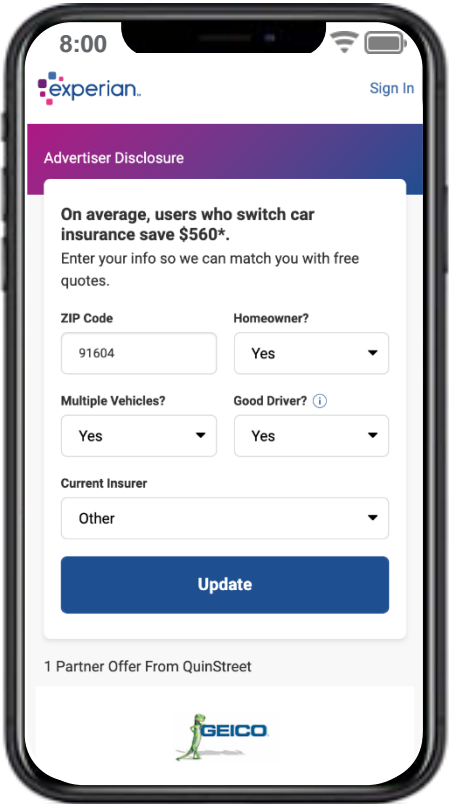 8:00
experian.
Sign In
Advertiser Disclosure
On average, users who switch car
insurance save $560*.
Enter your info so we can match you with free
quotes.
ZIP Code
Homeowner?
91604
Yes
Multiple Vehicles?
Good Driver?
Yes
Yes
Current Insurer
Other
Update
1 Partner Offer From QuinStreet
GEICO